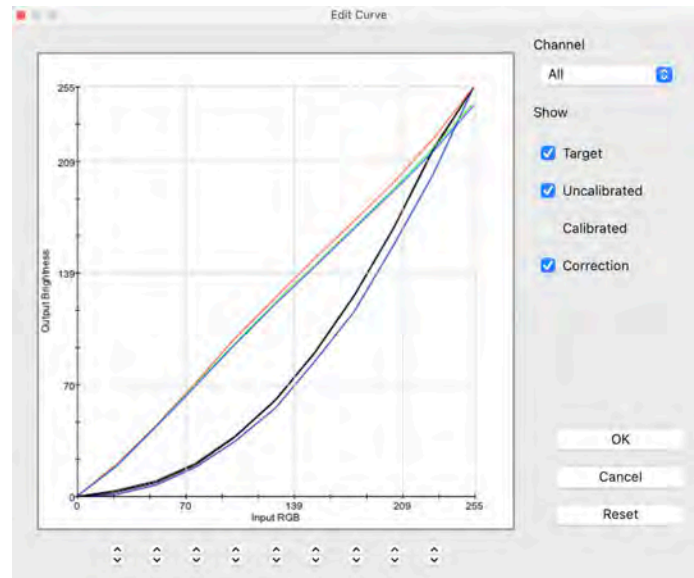 Edit Curve
Channel
All
Show
Target
Uncalibrated
Calibrated
Correction
OK
Cancel
Reset
Output Brightness
255
209
139
70
0
0
70
139
209
255
Input RGB